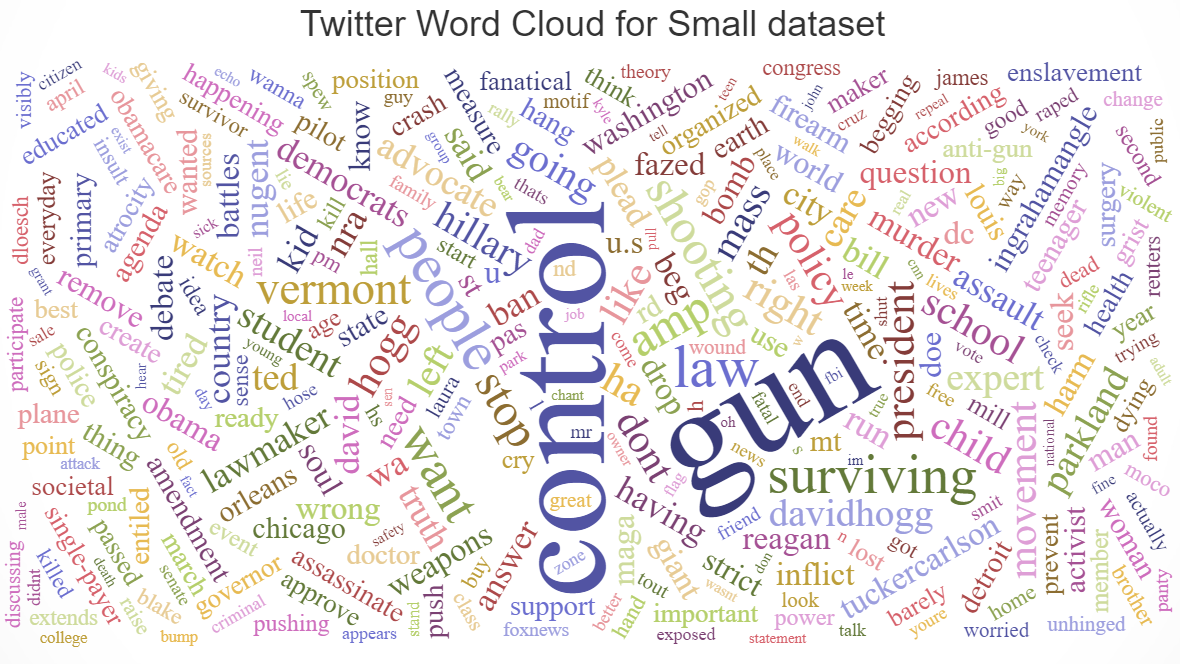 Twitter Word Cloud for Small dataset
visibly
citizen
april
kids
giving
happening
echo
wanna
spew
position
guy
crash
measure
fanatical
motif
think
theory
washington
teen
congress
john
maker
james
enslavement
educated
exist
insult
obamacare
survivor
wanted
sources
pilot
know
rally
hang
kyle
tell
organized
firearm
earth
cruz
begging
repeal
according
good
york
raped
change
second
public
dloesch
everyday
primary
atrocity
sick
battles
nugent
lie
democrats
advocate
said
group
going
plead
fazed
place
walk
world
question
anti-gun
big
way
ingrahamangle
memory
surgery
violent
agenda
life
kill
family
bear
thats
shooting
gop
bomb
mass
city
care
real
new
louis
teenager
grist
grant
remove
watch
neil
kid
pm
nra
hall
people
hillary
start
u
dad
control
u.s
pull
beg
th
policy
las
bill
murder
dc
cnn
lives
dead
rifle
health
reuters
participate
best
sale
create
debate
idea
country
vermont
local
age
state
st
ban
nd
like
rd
amp
right
le
week
time
shut
assault
seek
year
trying
sign
police
conspiracy
hear
tired
day
sense
young
student
hogg
left
pas
park
job
come
wound
use
w
president
school
doe
vote
check
adult
plane
obama
ready
ted
hose
david
hs
sen
need
laura
town
stop
l
chant
ha
drop
law
h
oh
end
fbi
fatal
gun
true
free
expert
mill
harm
dying
point
attack
thing
old
fact
lawmaker
soul
wa
want
cry
mr
owner
dont
flag
news
s
mt
im
run
child
movement
national
parkland
man
found
moco
societal
pond
entiled
amendment
orleans
chicago
wrong
truth
great
having
surviving
smit
fine
actually
male
single-payer
passed
death
march
senate
event
safety
doctor
weapons
answer
zone
maga
giant
friend
davidhogg
reagan
don
n
lost
got
tuckercarlson
detroit
prevent
activist
woman
discussing
didnt
killed
raise
blake
governor
assassinate
approve
stand
push
buy
class
support
better
hand
tout
wasnt
strict
inflict
look
barely
home
member
brother
panty
extends
college
bump
criminal
pushing
appears
foxnews
important
exposed
statement
power
talk
youre
worried
unhinged